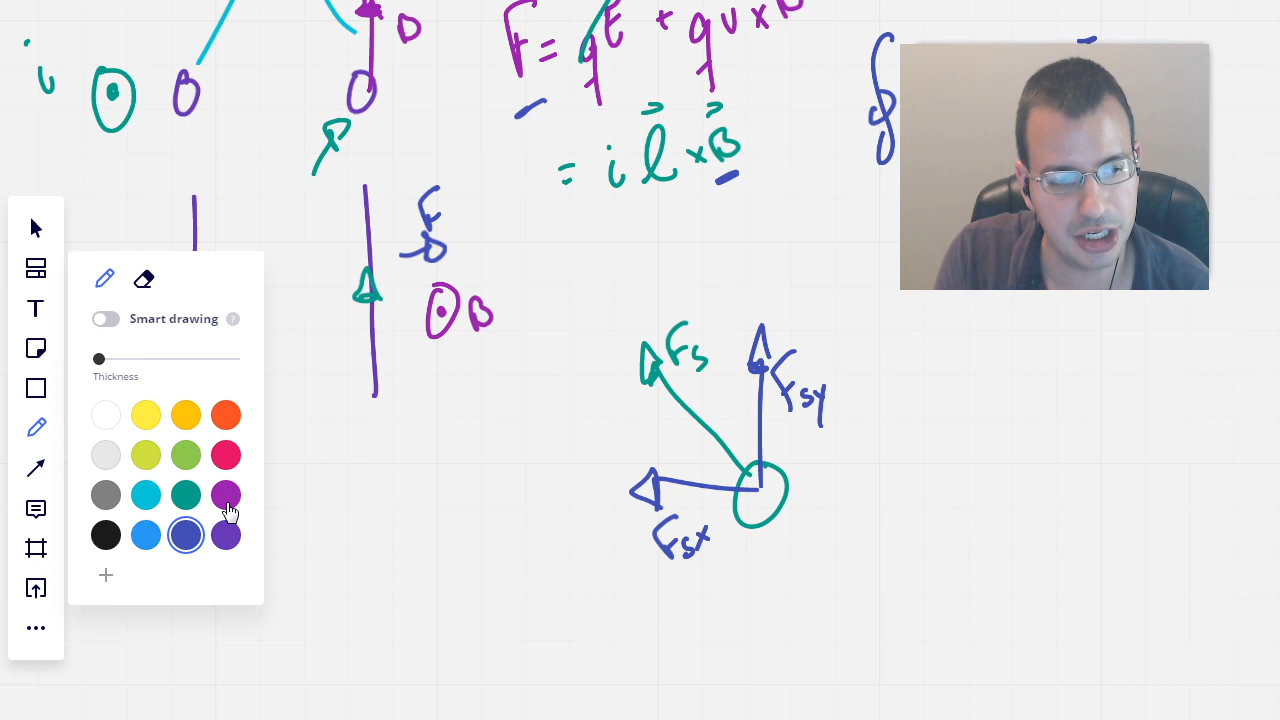 i
B
F = qE + qv×B
= i l × B
F
B
Fs
Fsy
Fsx
Smart drawing ?
Thickness
T